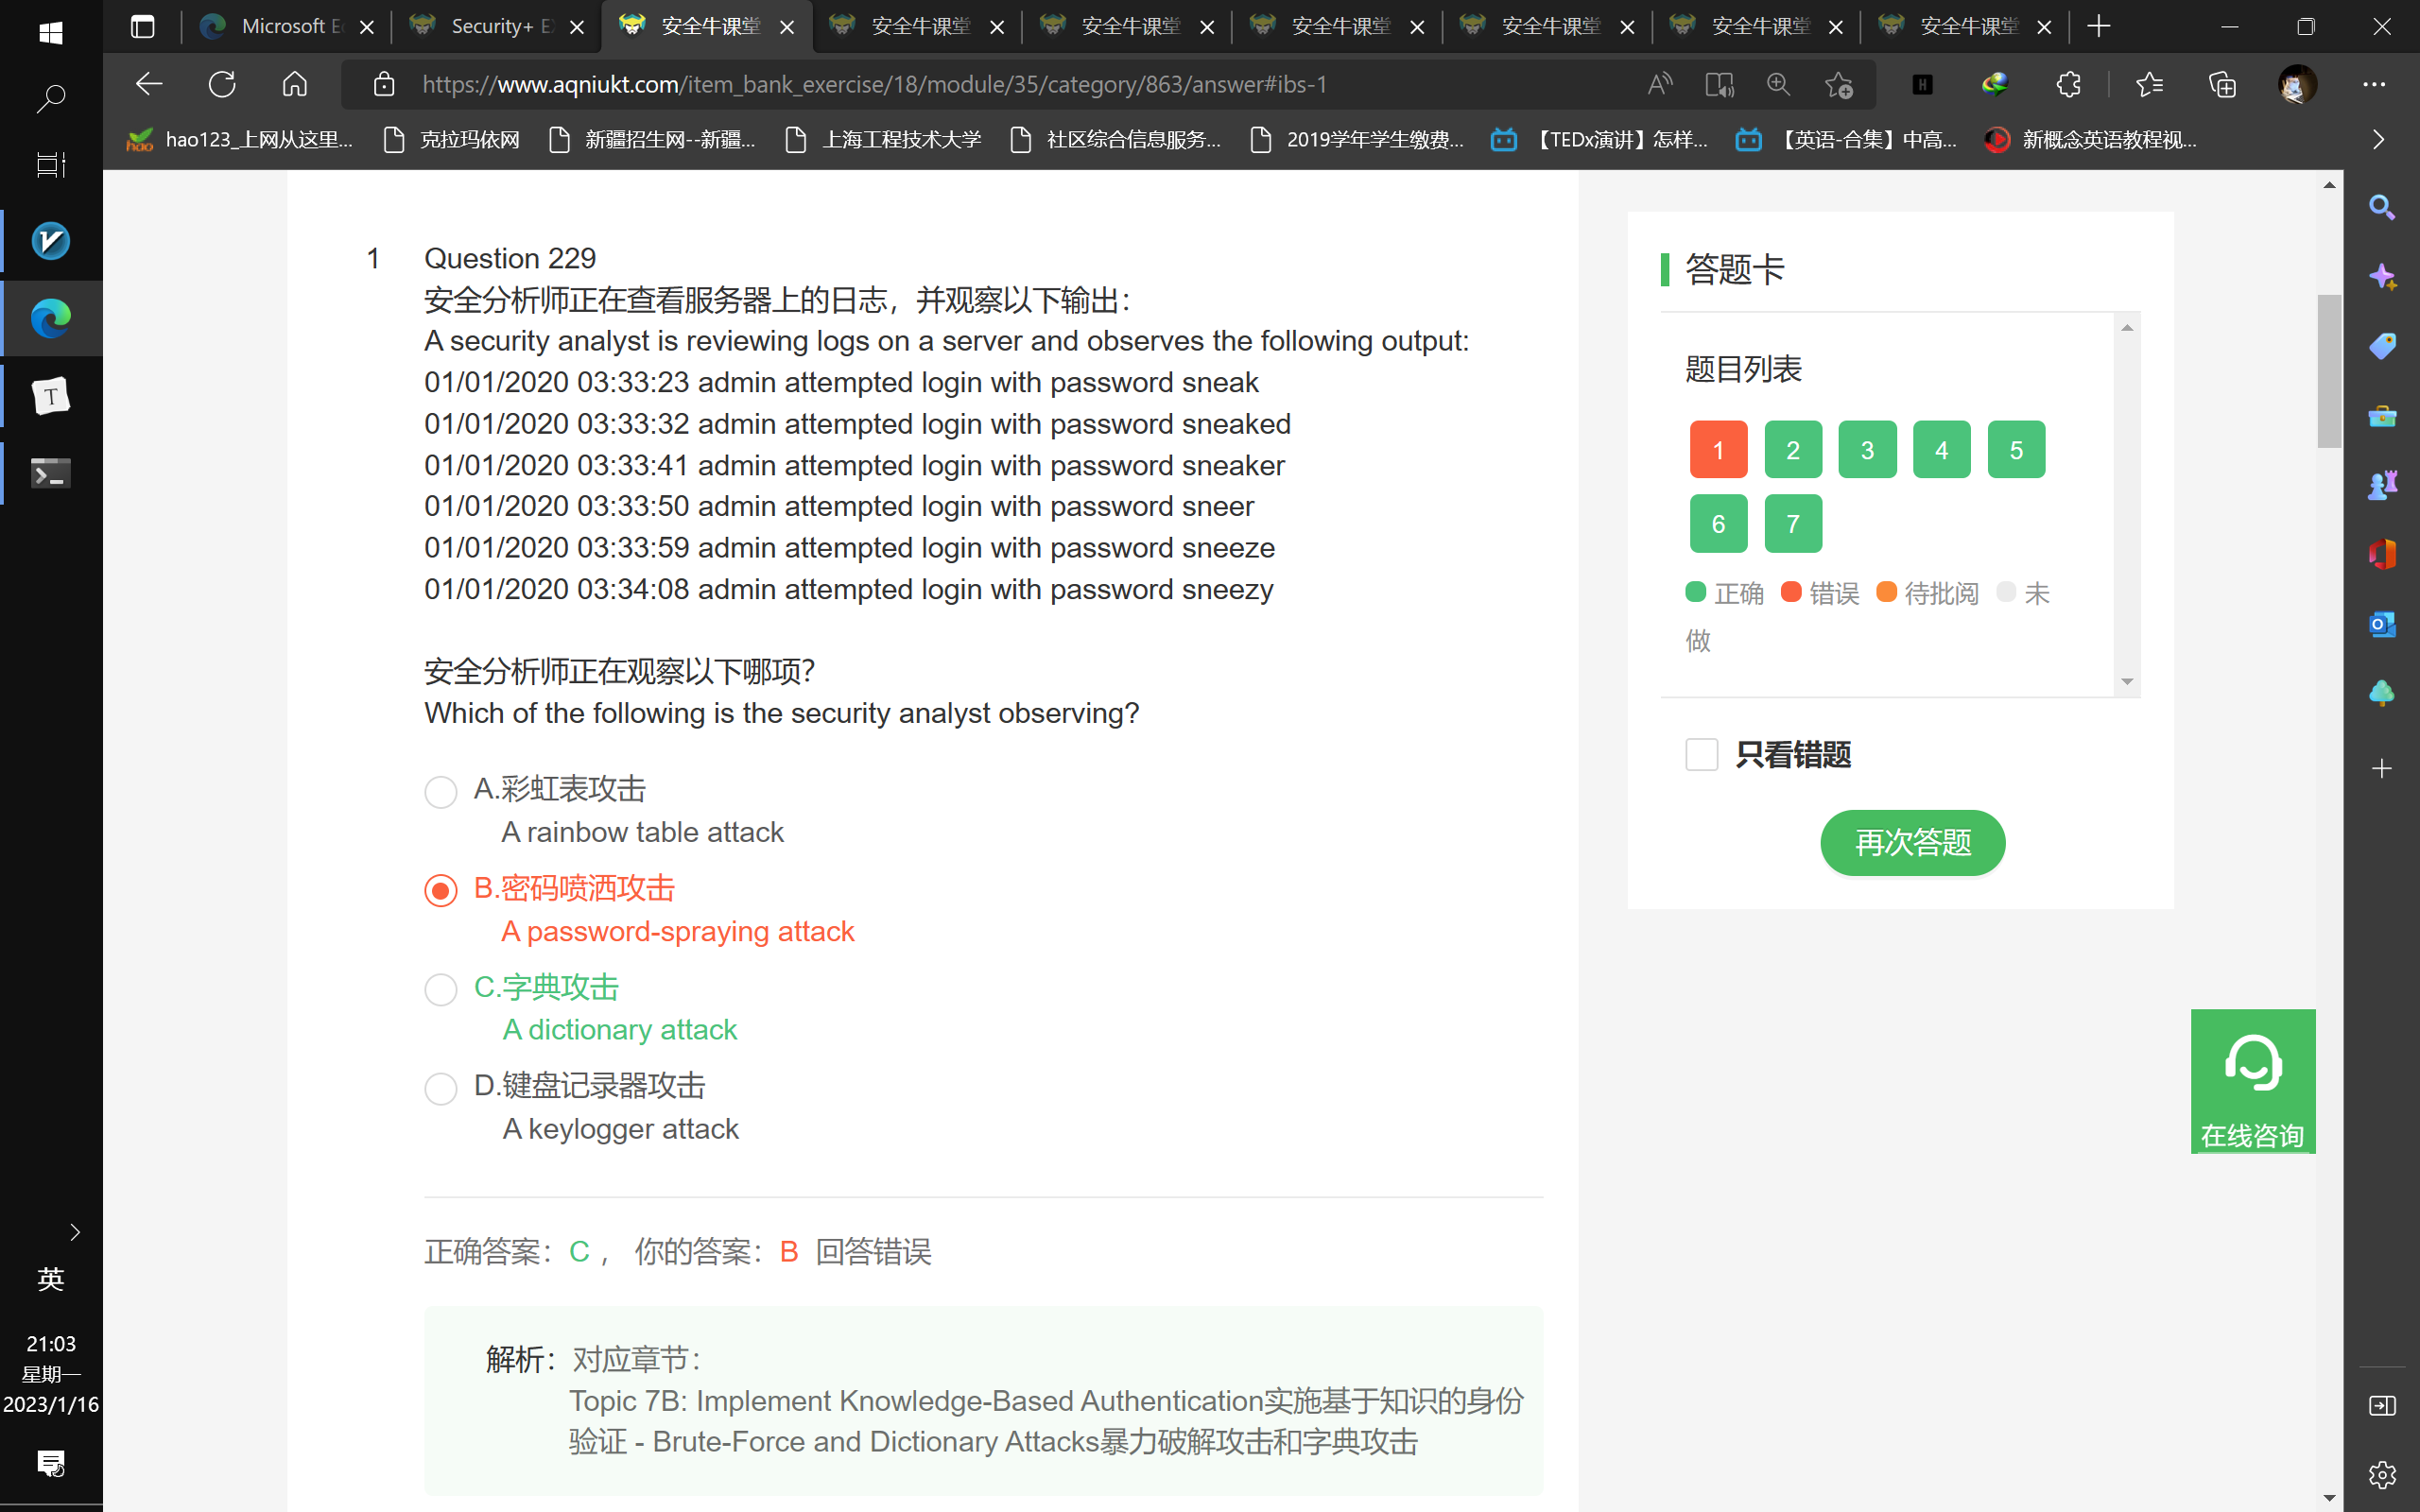 Microsoft E
Security+ E
安全牛课堂
安全牛课堂
安全牛课堂
安全牛课堂
安全牛课堂
安全牛课堂
安全牛课堂
https://www.aqniukt.com/item_bank_exercise/18/module/35/category/863/answer#ibs-1
hao123_上网从这里...
克拉玛依网
新疆招生网--新疆...
上海工程技术大学
社区综合信息服务...
2019学年学生缴费...
【TEDx演讲】怎样...
【英语-合集】中高...
新概念英语教程视...
1 Question 229
安全分析师正在查看服务器上的日志，并观察以下输出：
A security analyst is reviewing logs on a server and observes the following output:
01/01/2020 03:33:23 admin attempted login with password sneak
01/01/2020 03:33:32 admin attempted login with password sneaked
01/01/2020 03:33:41 admin attempted login with password sneaker
01/01/2020 03:33:50 admin attempted login with password sneer
01/01/2020 03:33:59 admin attempted login with password sneeze
01/01/2020 03:34:08 admin attempted login with password sneezy
安全分析师正在观察以下哪项？
Which of the following is the security analyst observing?
A.彩虹表攻击
A rainbow table attack
B.密码喷洒攻击
A password-spraying attack
C.字典攻击
A dictionary attack
D.键盘记录器攻击
A keylogger attack
正确答案： C ， 你的答案： B 回答错误
解析： 对应章节：
Topic 7B: Implement Knowledge-Based Authentication实施基于知识的身份
验证 - Brute-Force and Dictionary Attacks暴力破解攻击和字典攻击
答题卡
题目列表
1 2 3 4 5
6 7
正确 错误 待批阅 未
做
只看错题
再次答题
在线咨询
英
21:03
星期一
2023/1/16